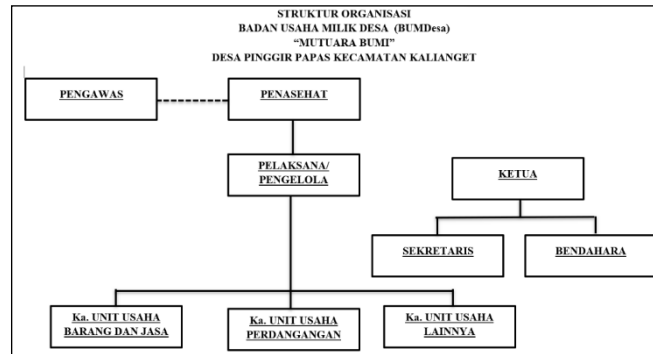 STRUKTUR ORGANISASI
BADAN USAHA MILIK DESA (BUMDesa)
“MUTUARA BUMI”
DESA PINGGIR PAPAS KECAMATAN KALIANGET
PENGAWAS
PENASEHAT
PELAKSANA/
PENGELOLA
KETUA
SEKRETARIS
BENDAHARA
Ka. UNIT USAHA
BARANG DAN JASA
Ka. UNIT USAHA
PERDANGANGAN
Ka. UNIT USAHA
LAINNYA